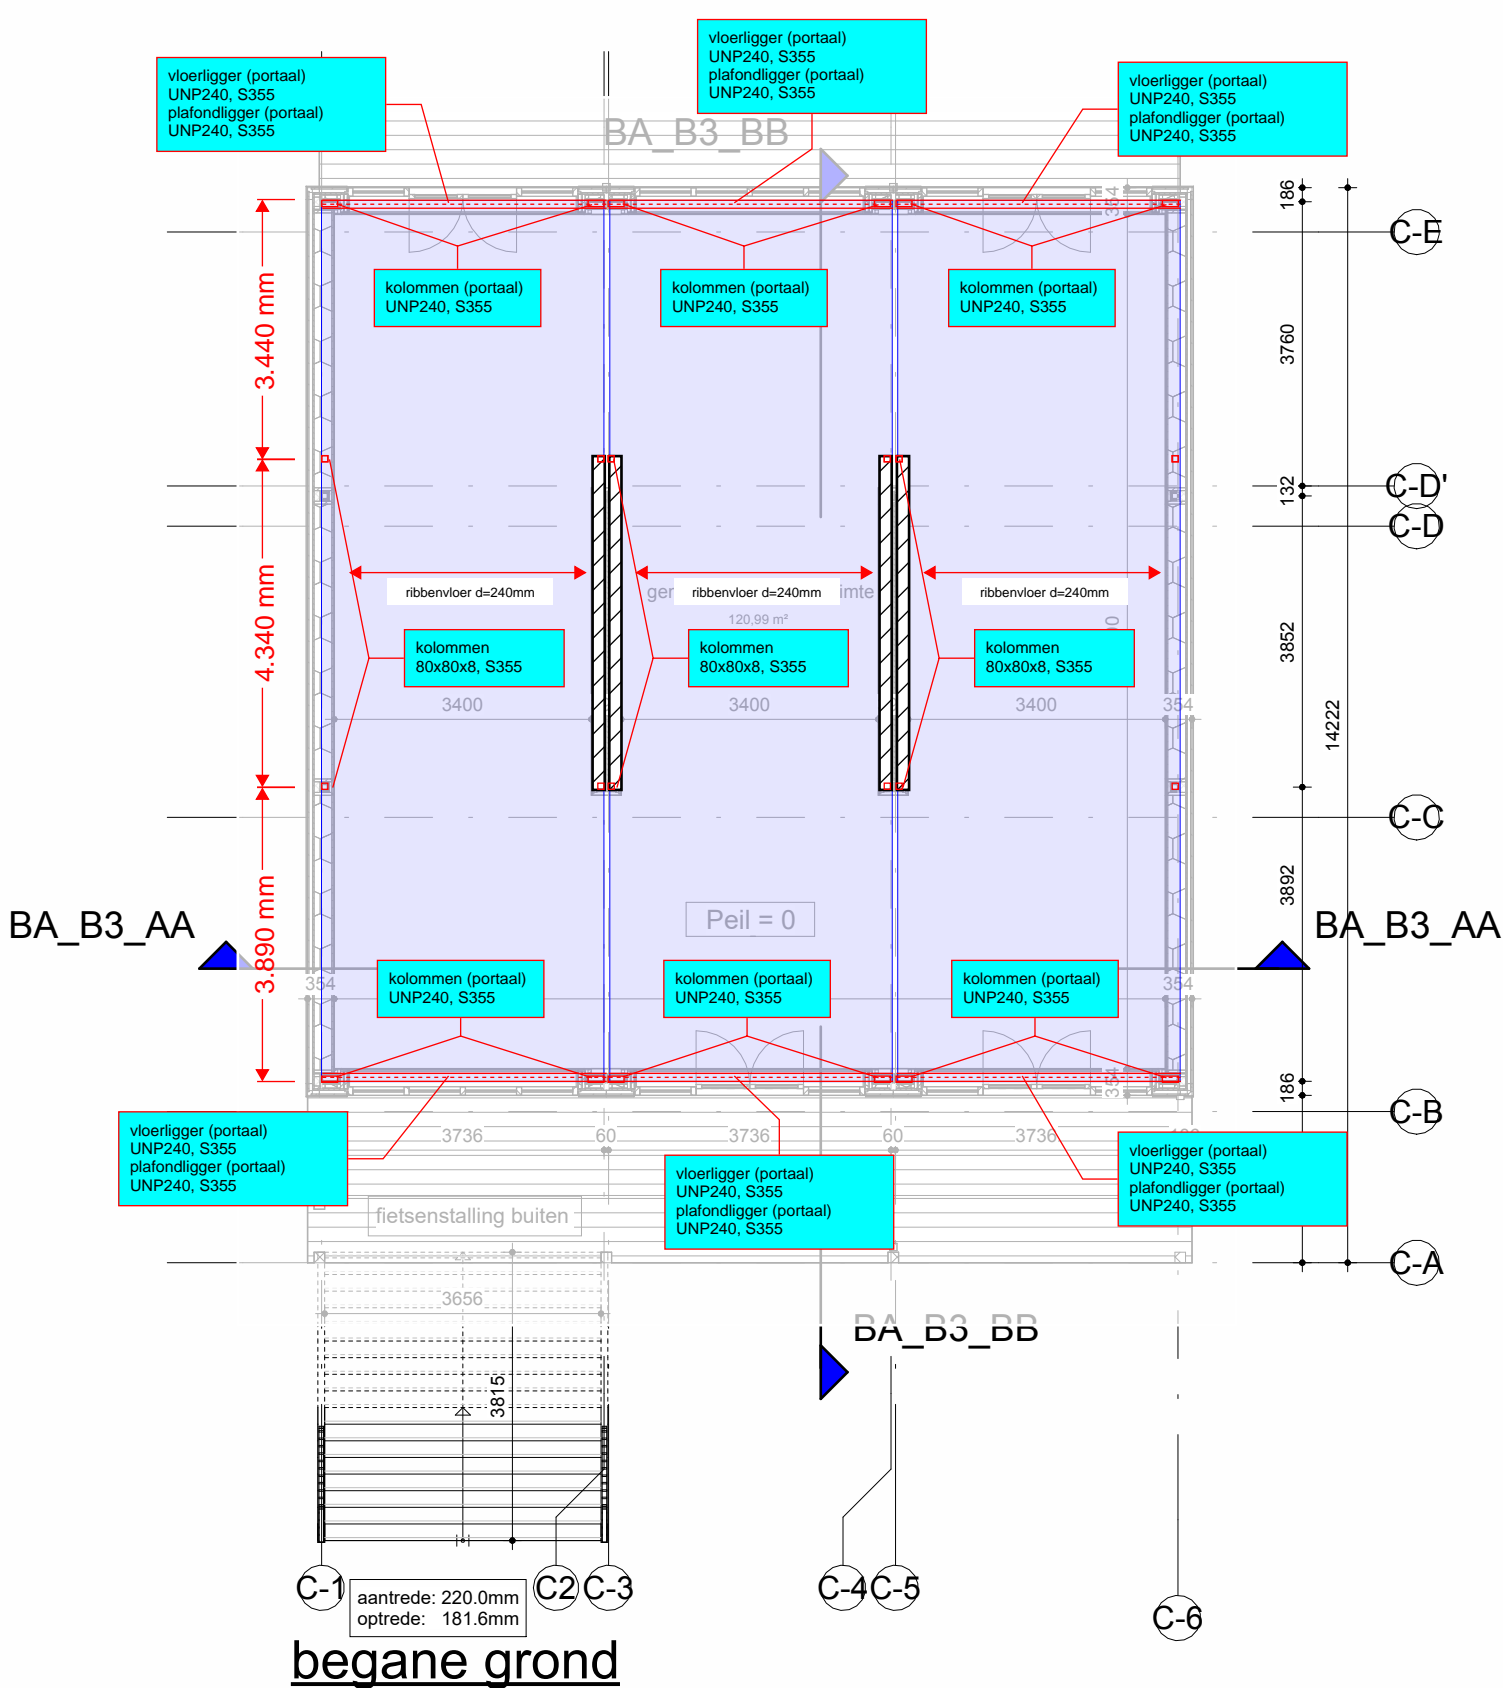 vloerligger (portaal)
UNP240, S355
plafondligger (portaal)
UNP240, S355
vloerligger (portaal)
UNP240, S355
plafondligger (portaal)
UNP240, S355
vloerligger (portaal)
UNP240, S355
plafondligger (portaal)
UNP240, S355
BA_B3_BB
354
186
C-E
kolommen (portaal)
UNP240, S355
kolommen (portaal)
UNP240, S355
kolommen (portaal)
UNP240, S355
3.440 mm
3760
132
C-D'
C-D
ribbenvloer d=240mm
ribbenvloer d=240mm
ribbenvloer d=240mm
120,99 m²
4.340 mm
kolommen
80x80x8, S355
kolommen
80x80x8, S355
kolommen
80x80x8, S355
3852
3400
3400
3400
354
14222
C-C
3892
3.890 mm
Peil = 0
BA_B3_AA
BA_B3_AA
kolommen (portaal)
UNP240, S355
kolommen (portaal)
UNP240, S355
kolommen (portaal)
UNP240, S355
354
354
354
186
C-B
vloerligger (portaal)
UNP240, S355
plafondligger (portaal)
UNP240, S355
3736
60
3736
60
3736
vloerligger (portaal)
UNP240, S355
plafondligger (portaal)
UNP240, S355
vloerligger (portaal)
UNP240, S355
plafondligger (portaal)
UNP240, S355
fietsenstalling buiten
C-A
3656
BA_B3_BB
3815
C-1
C2
C-3
C-4
C-5
C-6
aantrede: 220.0mm
optrede: 181.6mm
begane grond